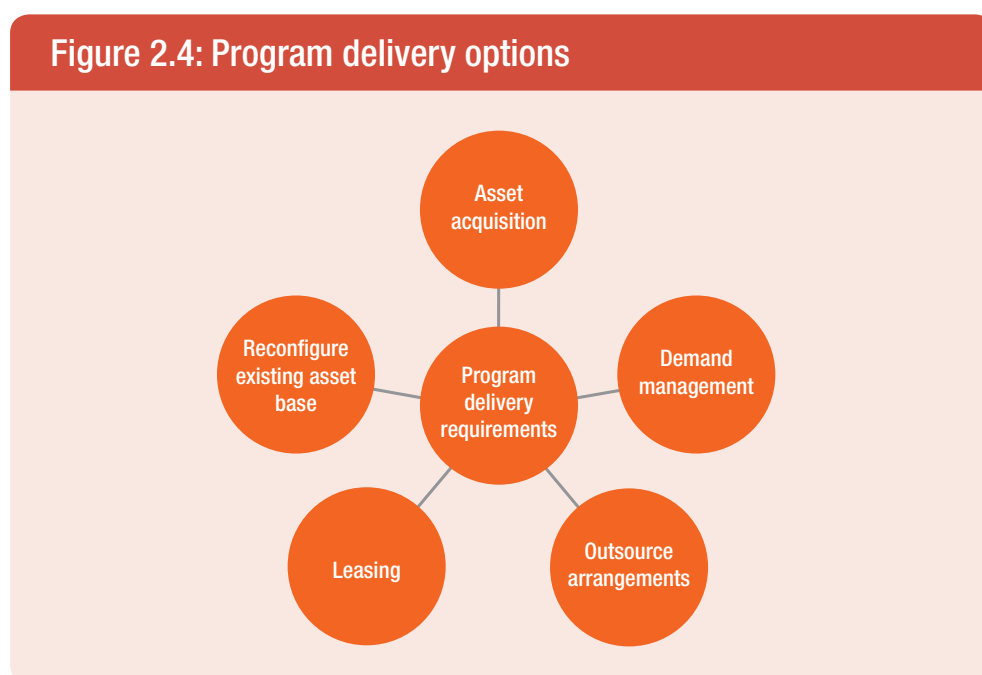 Figure 2.4: Program delivery options
Asset
acquisition
Reconfigure
existing asset
base
Program
delivery
requirements
Demand
management
Leasing
Outsource
arrangements